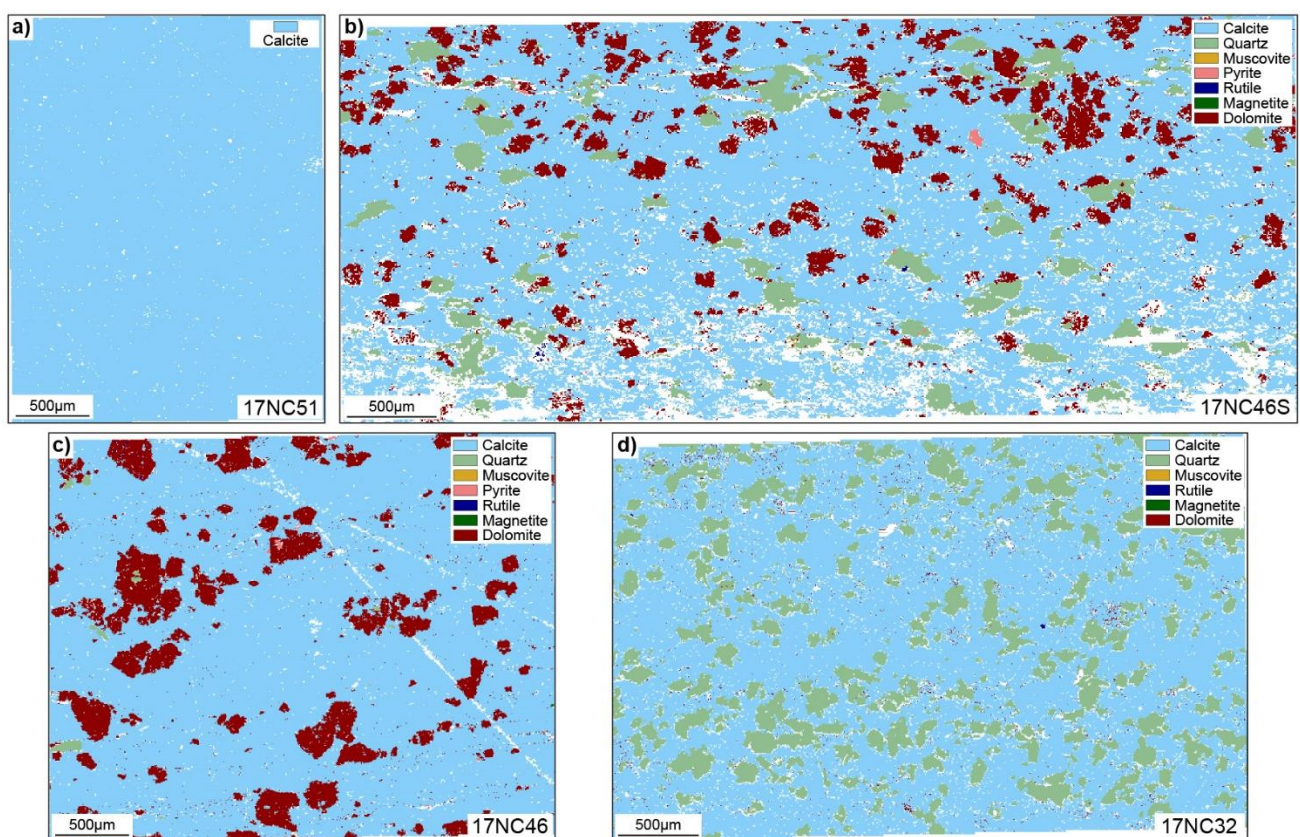 a)
Calcite
500µm
17NC51
b)
Calcite
Quartz
Muscovite
Pyrite
Rutile
Magnetite
Dolomite
500µm
17NC46S
c)
Calcite
Quartz
Muscovite
Pyrite
Rutile
Magnetite
Dolomite
500µm
17NC46
d)
Calcite
Quartz
Muscovite
Rutile
Magnetite
Dolomite
500µm
17NC32